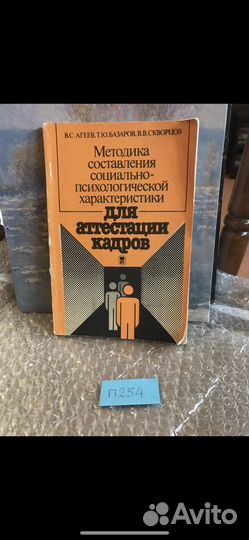 В.С.АГЕЕВ, Т.Ю.БАЗАРОВ, В.В.СКВОРЦОВ
Методика
составления
социально-
психологической
характеристики
для
аттестации
кадров
П254
Avito